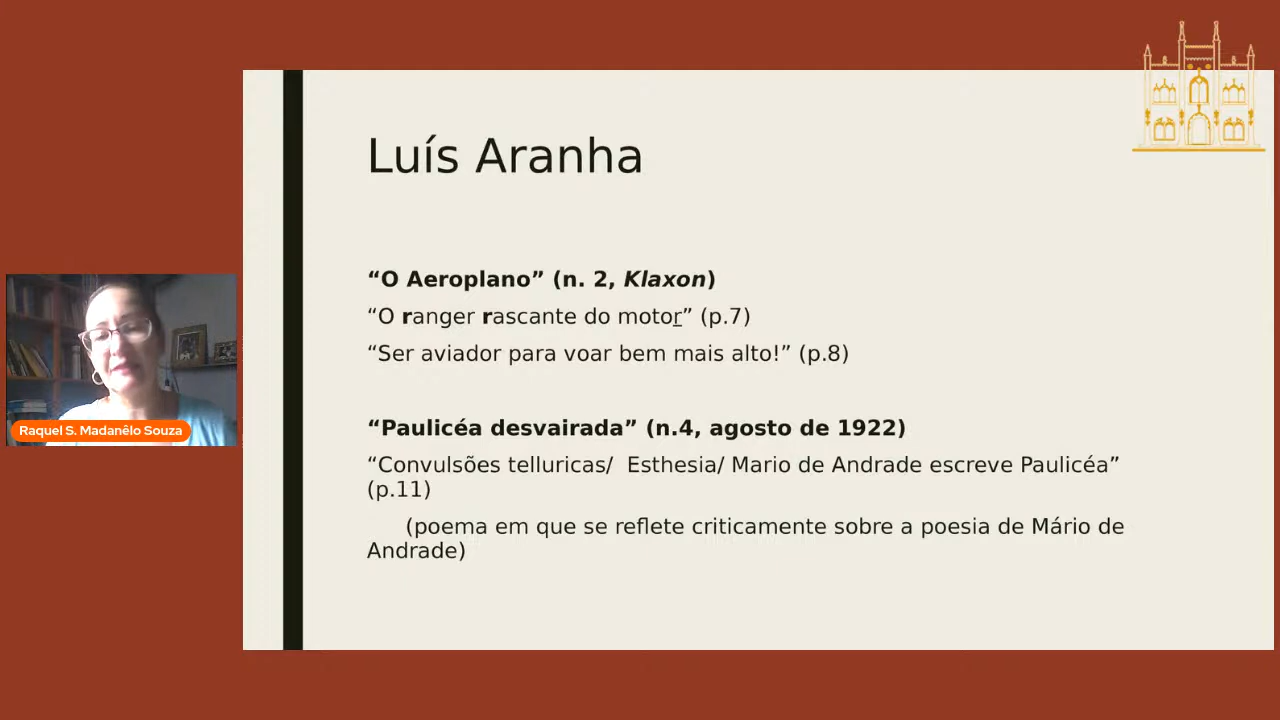 Luís Aranha
“O Aeroplano” (n. 2, Klaxon)
“O ranger rascante do motor” (p.7)
“Ser aviador para voar bem mais alto!” (p.8)
“Paulicéa desvairada” (n.4, agosto de 1922)
“Convulsões telluricas/  Esthesia/ Mario de Andrade escreve Paulicéa”
(p.11)
(poema em que se reflete criticamente sobre a poesia de Mário de
Andrade)
Raquel S. Madanêlo Souza